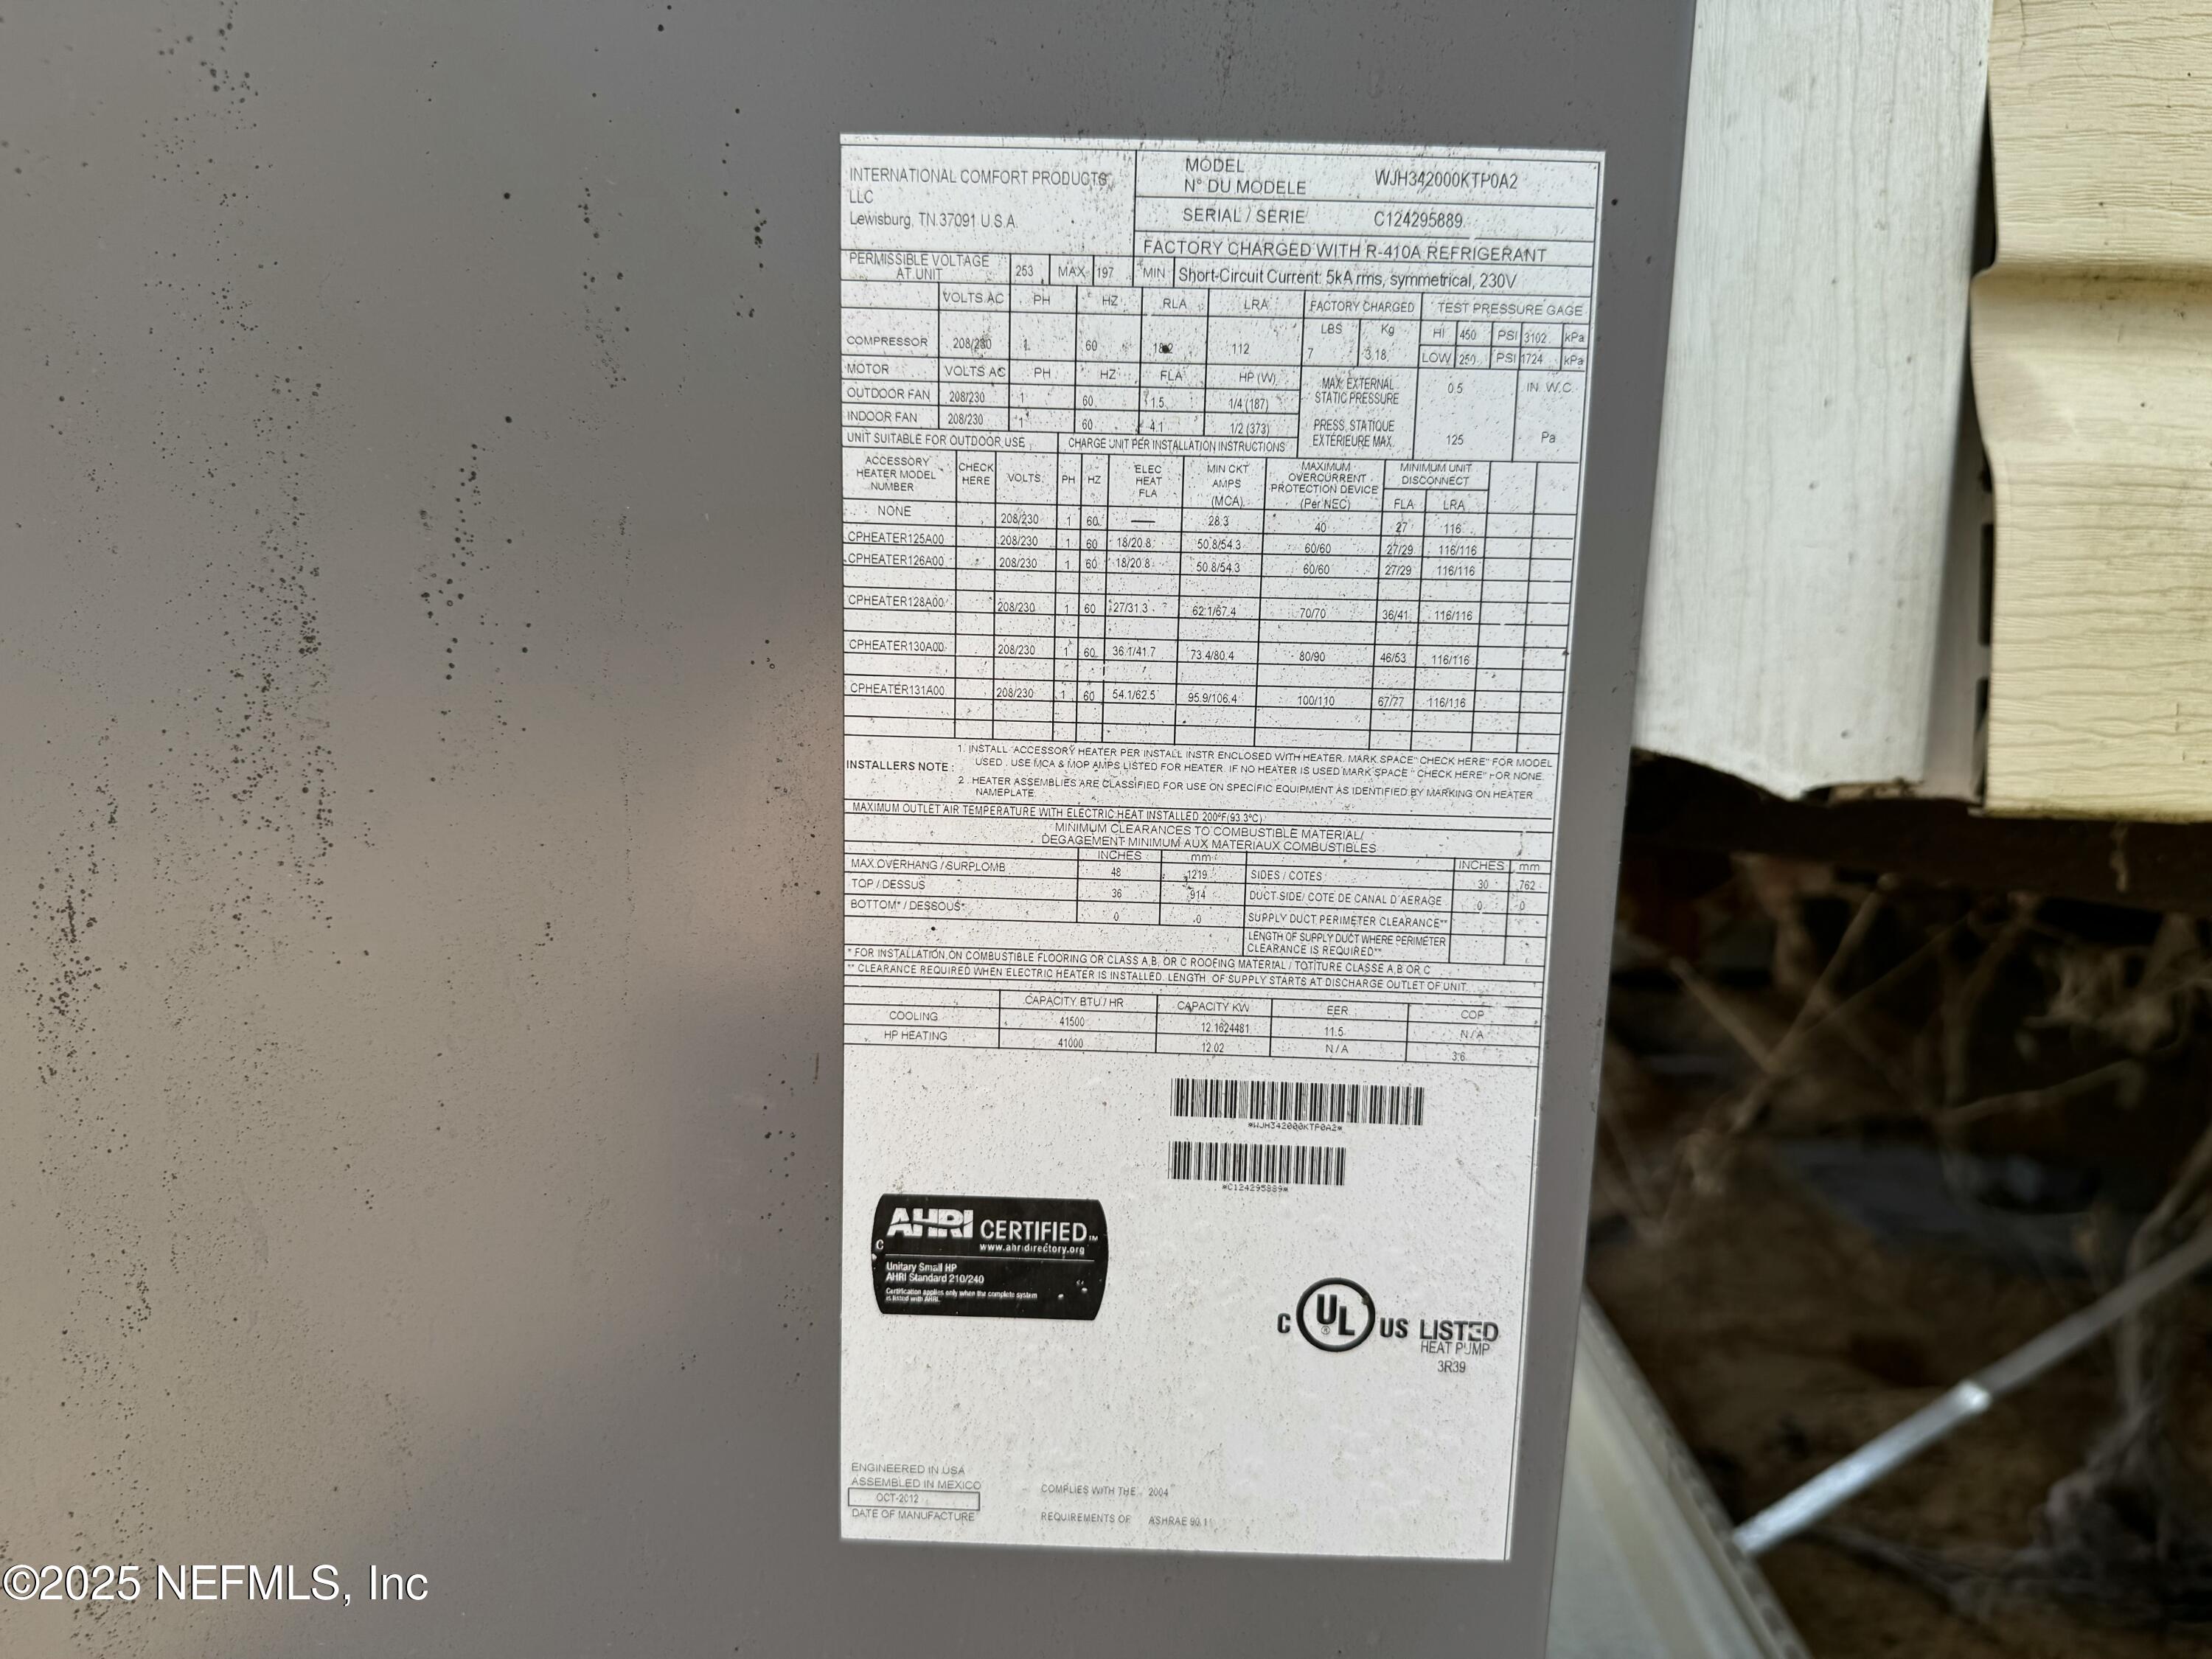 INTERNATIONAL COMFORT PRODUCTS,
LLC
Lewisburg, TN 37091 U.S.A.
MODEL
N° DU MODELE WJH342000KTP0A2
SERIAL / SERIE C124295889
FACTORY CHARGED WITH R-410A REFRIGERANT
PERMISSIBLE VOLTAGE
AT UNIT 253 MAX 197 MIN Short-Circuit Current: 5kA rms, symmetrical, 230V
VOLTS AC PH HZ RLA LRA FACTORY CHARGED TEST PRESSURE GAGE
LBS Kg HI 450 PSI 3102 kPa
COMPRESSOR 208/230 1 60 18.2 112 7 3.18 LOW 250 PSI 1724 kPa
MOTOR VOLTS AC PH HZ FLA HP (W)
OUTDOOR FAN 208/230 1 60 1.5 1/4 (187)
INDOOR FAN 208/230 1 60 4.1 1/2 (373)
MAX. EXTERNAL
STATIC PRESSURE 0.5 IN. W.C.
PRESS. STATIQUE
EXTÉRIEURE MAX. 125 Pa
UNIT SUITABLE FOR OUTDOOR USE CHARGE UNIT PER INSTALLATION INSTRUCTIONS
ACCESSORY
HEATER MODEL
NUMBER
CHECK
HERE
VOLTS PH HZ
ELEC
HEAT
FLA
MIN CKT
AMPS
(MCA)
MAXIMUM
OVERCURRENT
PROTECTION DEVICE
(Per NEC)
MINIMUM UNIT
DISCONNECT
FLA LRA
NONE 208/230 1 60 — 28.3 40 27 116
CPHEATER125A00 208/230 1 60 18/20.8 50.8/54.3 60/60 27/29 116/116
CPHEATER126A00 208/230 1 60 18/20.8 50.8/54.3 60/60 27/29 116/116
CPHEATER128A00 208/230 1 60 27/31.3 62.1/67.4 70/70 36/41 116/116
CPHEATER130A00 208/230 1 60 36.1/41.7 73.4/80.4 80/90 46/53 116/116
CPHEATER131A00 208/230 1 60 54.1/62.5 95.9/106.4 100/110 67/77 116/116
INSTALLERS NOTE :
1. INSTALL ACCESSORY HEATER PER INSTALL INSTR ENCLOSED WITH HEATER. MARK SPACE "CHECK HERE" FOR MODEL
USED. USE MCA & MOP AMPS LISTED FOR HEATER. IF NO HEATER IS USED MARK SPACE "CHECK HERE" FOR NONE.
2. HEATER ASSEMBLIES ARE CLASSIFIED FOR USE ON SPECIFIC EQUIPMENT AS IDENTIFIED BY MARKING ON HEATER
NAMEPLATE.
MAXIMUM OUTLET AIR TEMPERATURE WITH ELECTRIC HEAT INSTALLED 200°F(93.3°C)
MINIMUM CLEARANCES TO COMBUSTIBLE MATERIAL/
DEGAGEMENT MINIMUM AUX MATERIAUX COMBUSTIBLES
INCHES mm INCHES mm
MAX.OVERHANG / SURPLOMB 48 1219 SIDES / COTES 30 762
TOP / DESSUS 36 914 DUCT SIDE/ COTE DE CANAL D'AERAGE 0 0
BOTTOM* / DESSOUS* 0 0 SUPPLY DUCT PERIMETER CLEARANCE**
LENGTH OF SUPPLY DUCT WHERE PERIMETER
CLEARANCE IS REQUIRED**
* FOR INSTALLATION ON COMBUSTIBLE FLOORING OR CLASS A,B, OR C ROOFING MATERIAL / TOTITURE CLASSE A,B OR C
** CLEARANCE REQUIRED WHEN ELECTRIC HEATER IS INSTALLED. LENGTH OF SUPPLY STARTS AT DISCHARGE OUTLET OF UNIT.
CAPACITY BTU / HR CAPACITY KW EER COP
COOLING 41500 12.1624481 11.5 N/A
HP HEATING 41000 12.02 N/A 3.6
*WJH342000KTP0A2*
*C124295889*
AHRI CERTIFIED™
www.ahridirectory.org
C
Unitary Small HP
AHRI Standard 210/240
Certification applies only when the complete system
is listed with AHRI.
C UL ® US LISTED
HEAT PUMP
3R39
ENGINEERED IN USA
ASSEMBLED IN MEXICO
OCT-2012
DATE OF MANUFACTURE
COMPLIES WITH THE 2004
REQUIREMENTS OF ASHRAE 90.1
©2025 NEFMLS, Inc